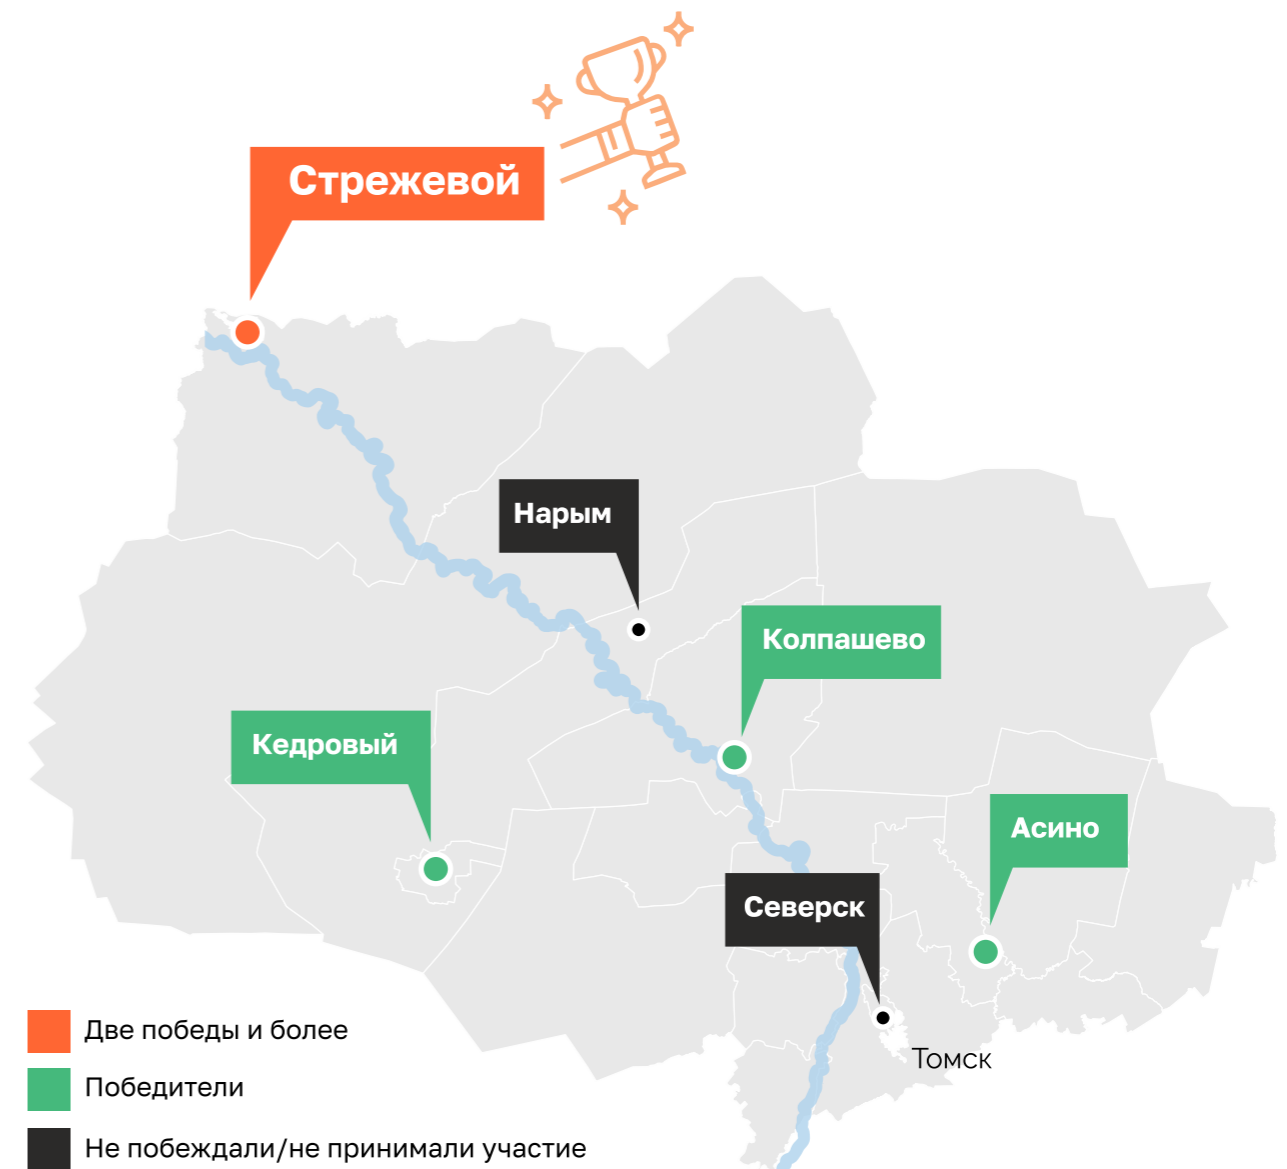 Стрежевой
Нарым
Колпашево
Кедровый
Асино
Северск
Томск
Две победы и более
Победители
Не побеждали/не принимали участие